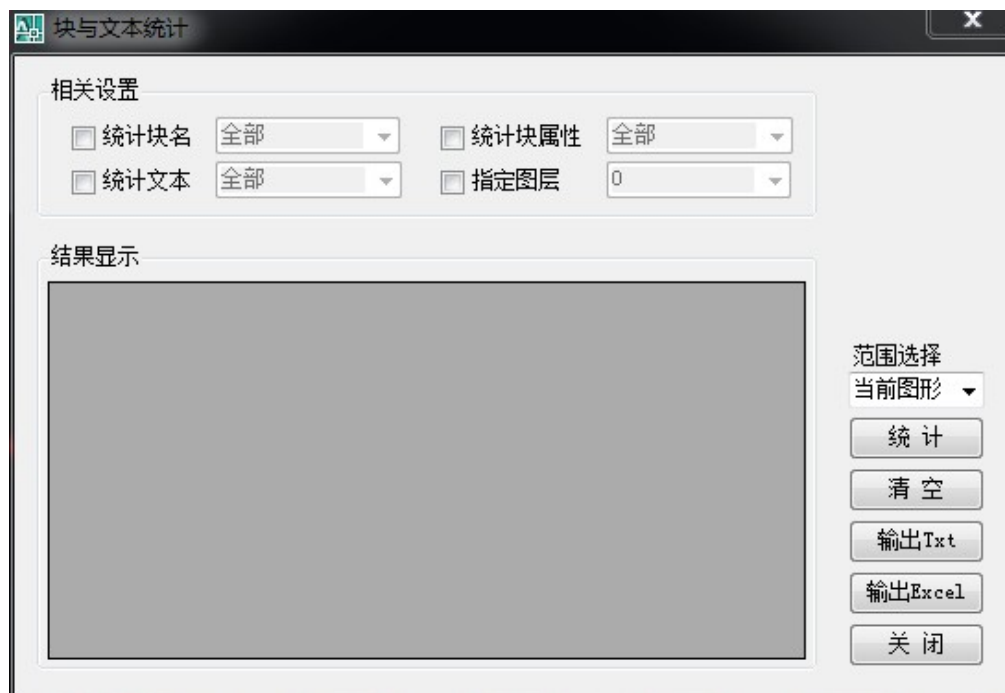 块与文本统计
相关设置
统计块名 全部 统计块属性 全部
统计文本 全部 指定图层 0
结果显示
范围选择
当前图形
统 计
清 空
输出Txt
输出Excel
关 闭